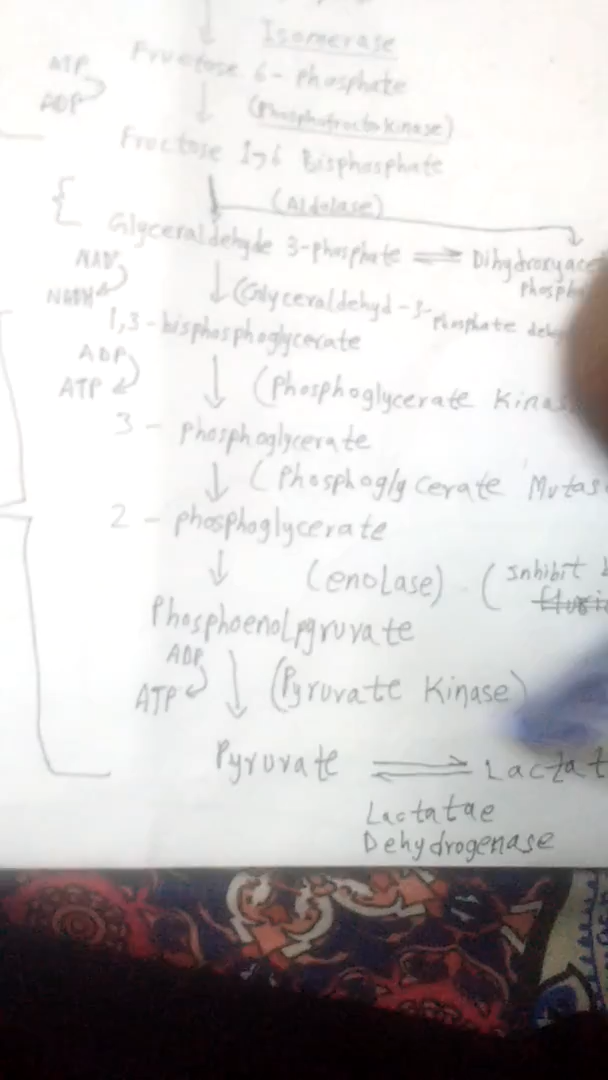 Isomerase
Fructose 6-Phosphate
ATP
ADP
(Phosphofructokinase)
Fructose 1,6 Bisphosphate
(Aldolase)
Glyceraldehyde 3-phosphate ⇌ Dihydroxyace
phosph
NAD
NADH
(Glyceraldehyd-3-phosphate deh
1,3-bisphosphoglycerate
ADP
ATP
(Phosphoglycerate Kinas
3- Phosphoglycerate
(Phosphoglycerate Mutas
2- phosphoglycerate
(enolase) (Inhibit
Phosphoenolpyruvate
ADP
ATP
(Pyruvate Kinase)
Pyruvate ⇌ Lactat
Lactatae
Dehydrogenase